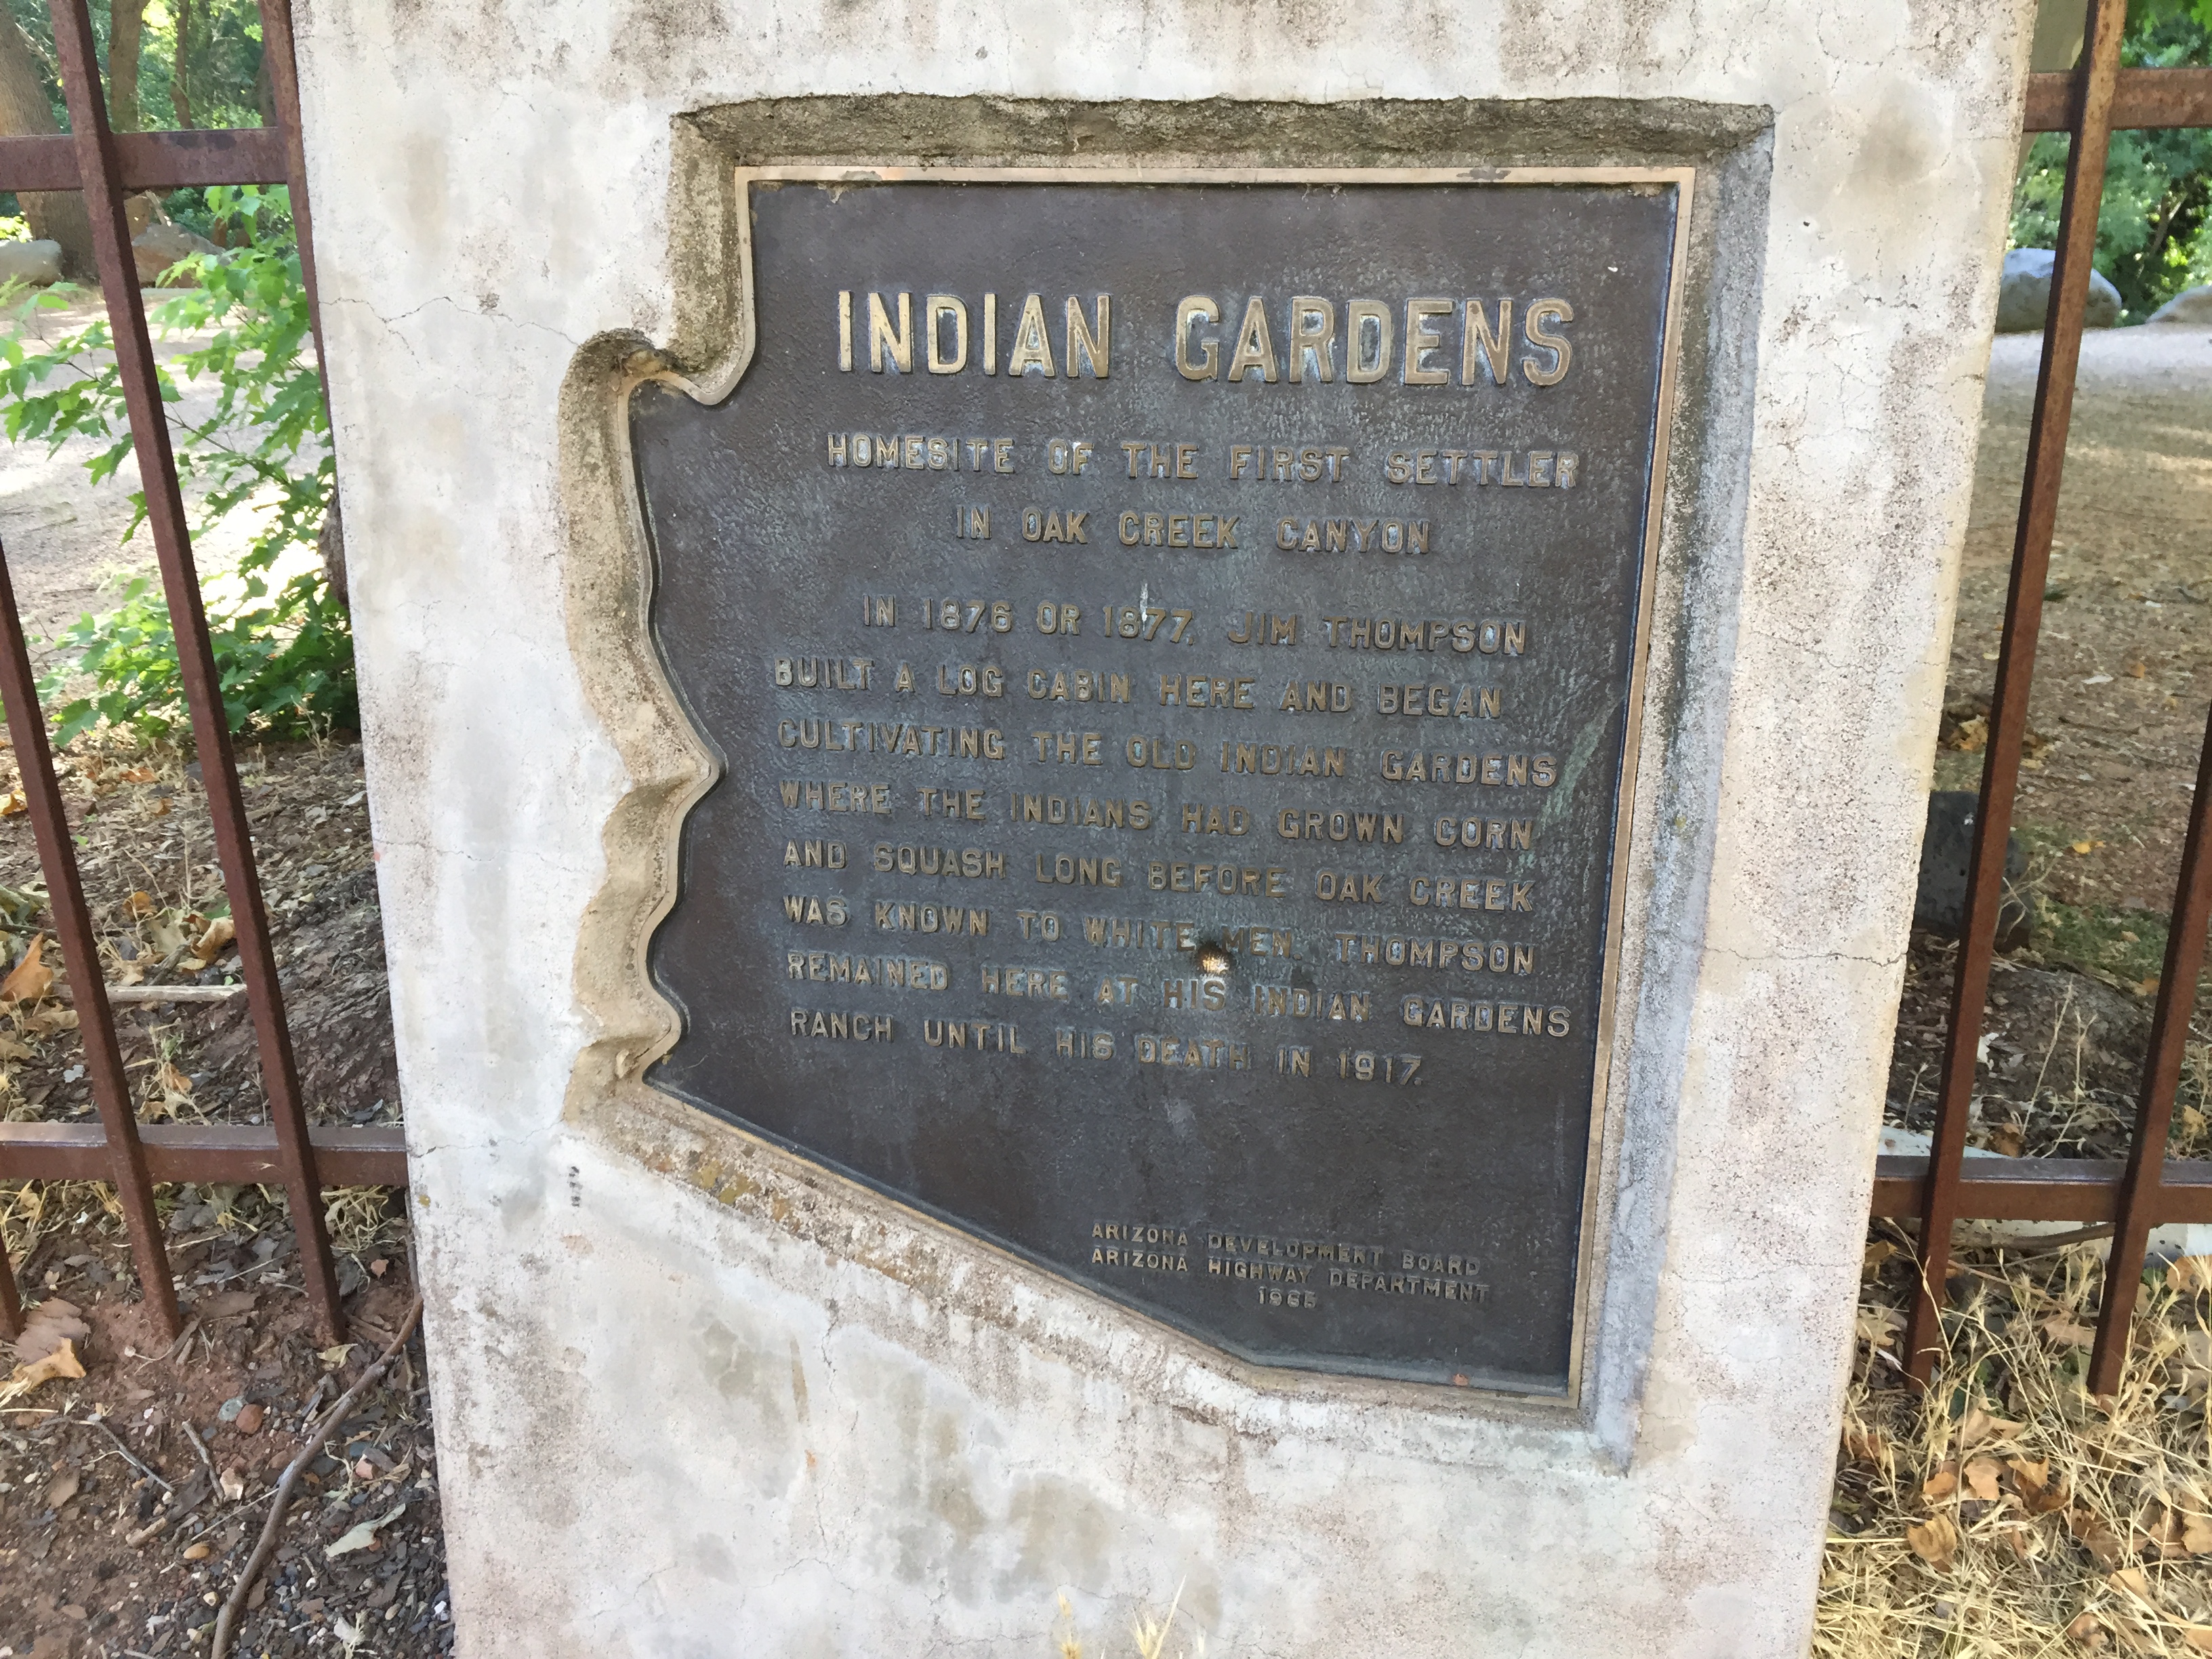 INDIAN GARDENS
HOMESITE OF THE FIRST SETTLER
IN OAK CREEK CANYON
IN 1876 OR 1877, JIM THOMPSON
BUILT A LOG CABIN HERE AND BEGAN
CULTIVATING THE OLD INDIAN GARDENS
WHERE THE INDIANS HAD GROWN CORN
AND SQUASH LONG BEFORE OAK CREEK
WAS KNOWN TO WHITE MEN. THOMPSON
REMAINED HERE AT HIS INDIAN GARDENS
RANCH UNTIL HIS DEATH IN 1917.
ARIZONA DEVELOPMENT BOARD
ARIZONA HIGHWAY DEPARTMENT
1965